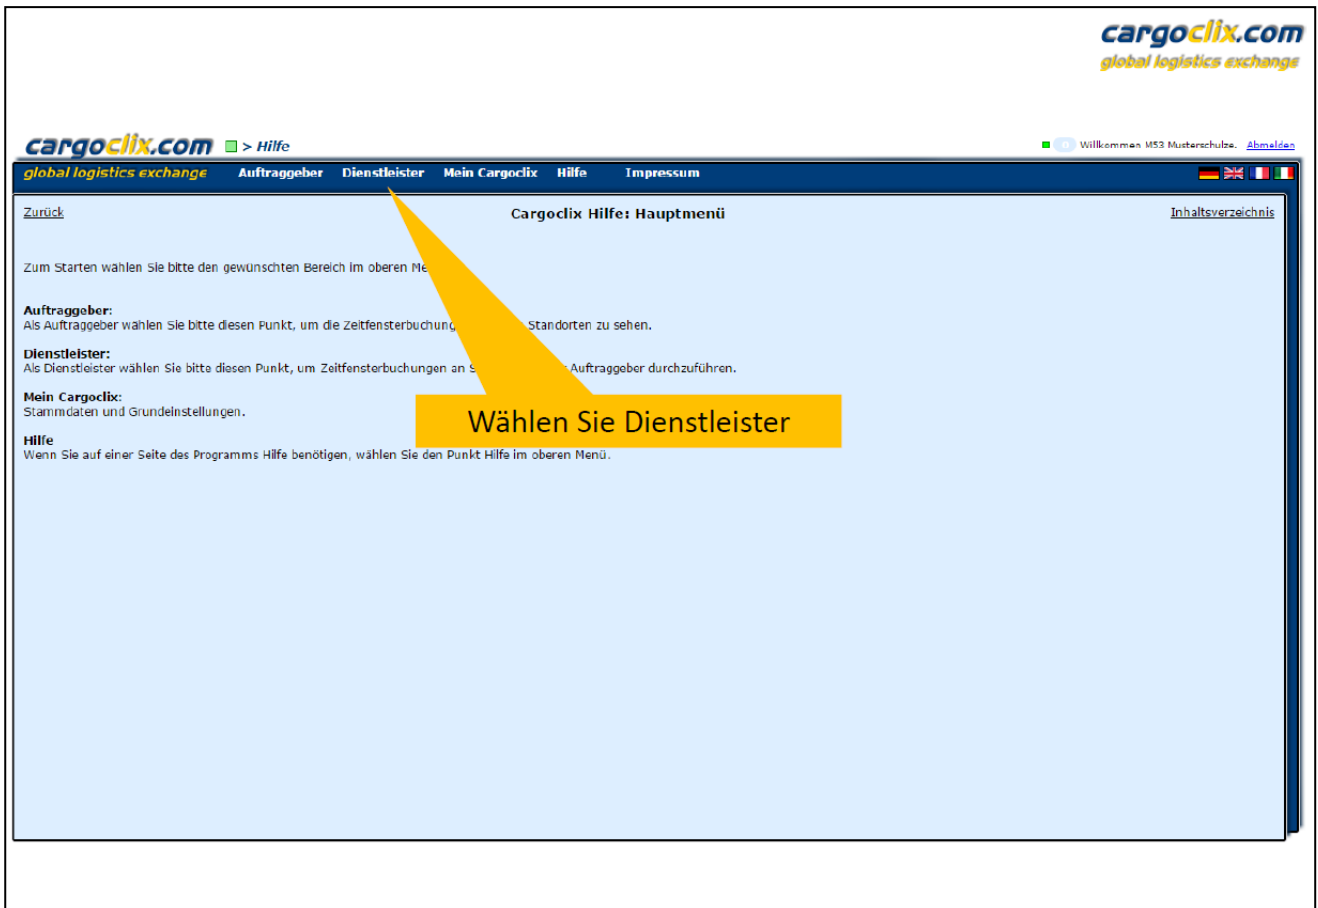 cargoclix.com
global logistics exchange
cargoclix.com > Hilfe
Willkommen M53 Musterschulze. Abmelden
global logistics exchange Auftraggeber Dienstleister Mein Cargoclix Hilfe Impressum
Zurück Cargoclix Hilfe: Hauptmenü Inhaltsverzeichnis
Zum Starten wählen Sie bitte den gewünschten Bereich im oberen
Auftraggeber:
Als Auftraggeber wählen Sie bitte diesen Punkt, um die Zeitfensterbuchung Standorten zu sehen.
Dienstleister:
Als Dienstleister wählen Sie bitte diesen Punkt, um Zeitfensterbuchungen an Auftraggeber durchzuführen.
Mein Cargoclix:
Stammdaten und Grundeinstellungen.
Wählen Sie Dienstleister
Hilfe
Wenn Sie auf einer Seite des Programms Hilfe benötigen, wählen Sie den Punkt Hilfe im oberen Menü.